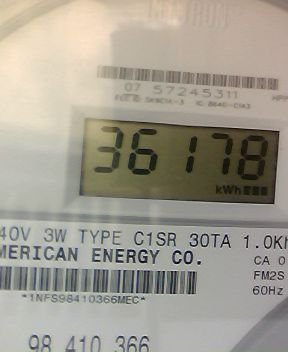 07 57245311
36178
kWh
40V 3W TYPE C1SR 30TA 1.0Kh
MERICAN ENERGY CO.
CA 0
FM2S
60Hz
*1NFS98410366MEC*
98 410 366